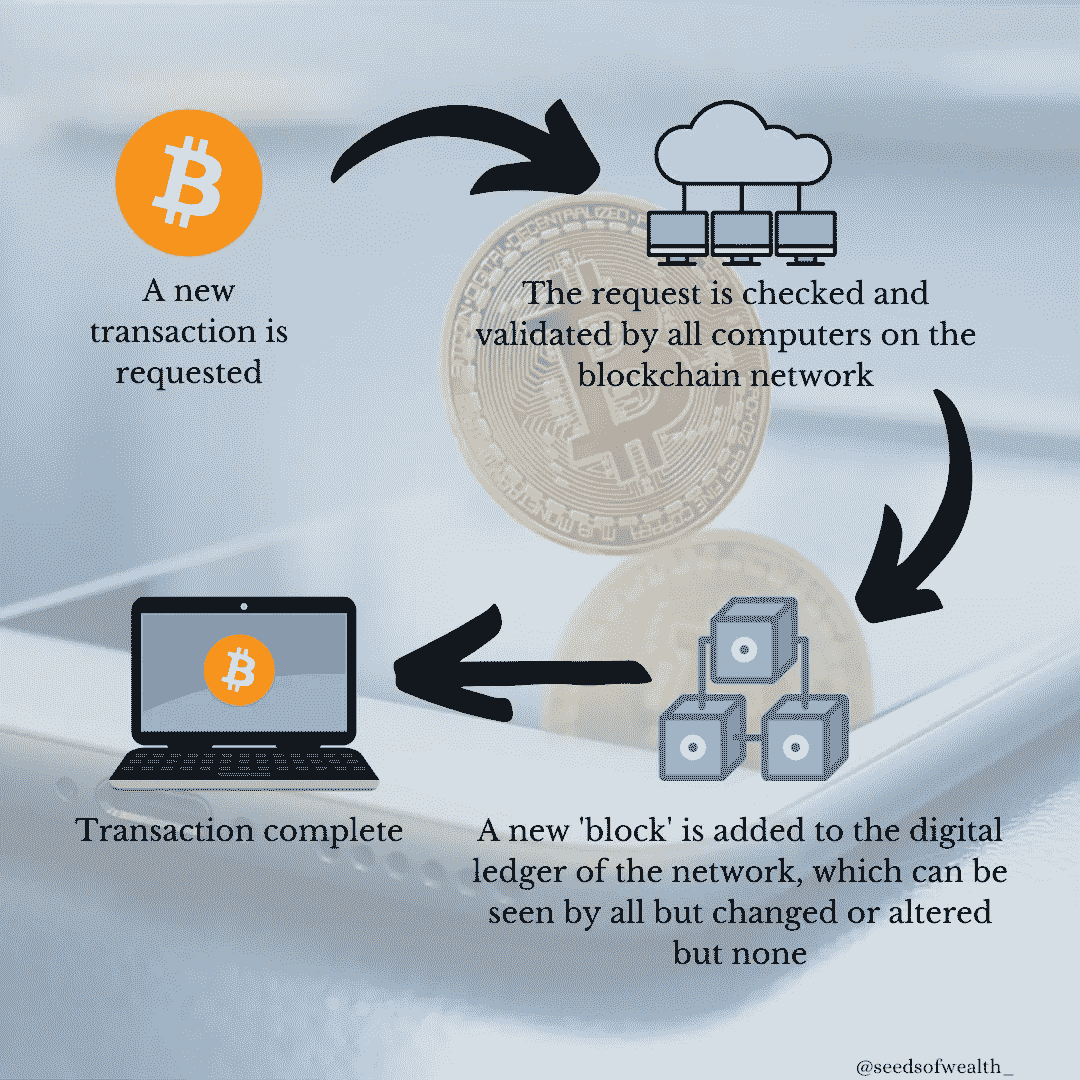 A new
transaction is
requested
The request is checked and
validated by all computers on the
blockchain network
DECENTRALIZED
Transaction complete
A new 'block' is added to the digital
ledger of the network, which can be
seen by all but changed or altered
but none
@seedsofwealth_